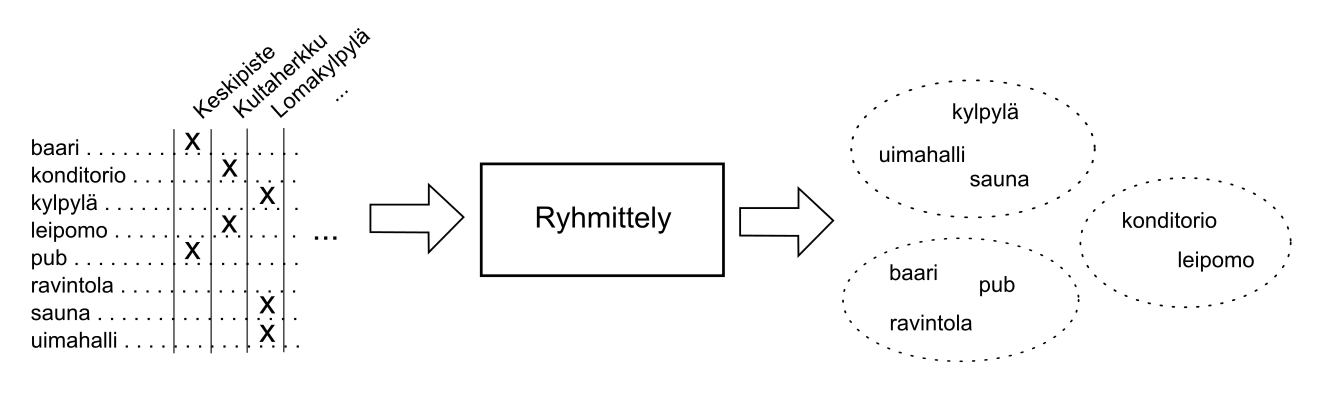 Keskipiste
Kultaherkku
Lomakylpylä
...
baari . . . . . . . X . . . . . . .
konditorio . . . . . . . X . . . . .
kylpylä . . . . . . . . . . X . .
leipomo . . . . . . . . X . . . . .
pub . . . . . . . . X . . . . . . .
ravintola . . . . . . . . . . . . . .
sauna . . . . . . . . . . . X . .
uimahalli . . . . . . . . . . X . .
...
Ryhmittely
kylpylä
uimahalli
sauna
konditorio
leipomo
baari
pub
ravintola